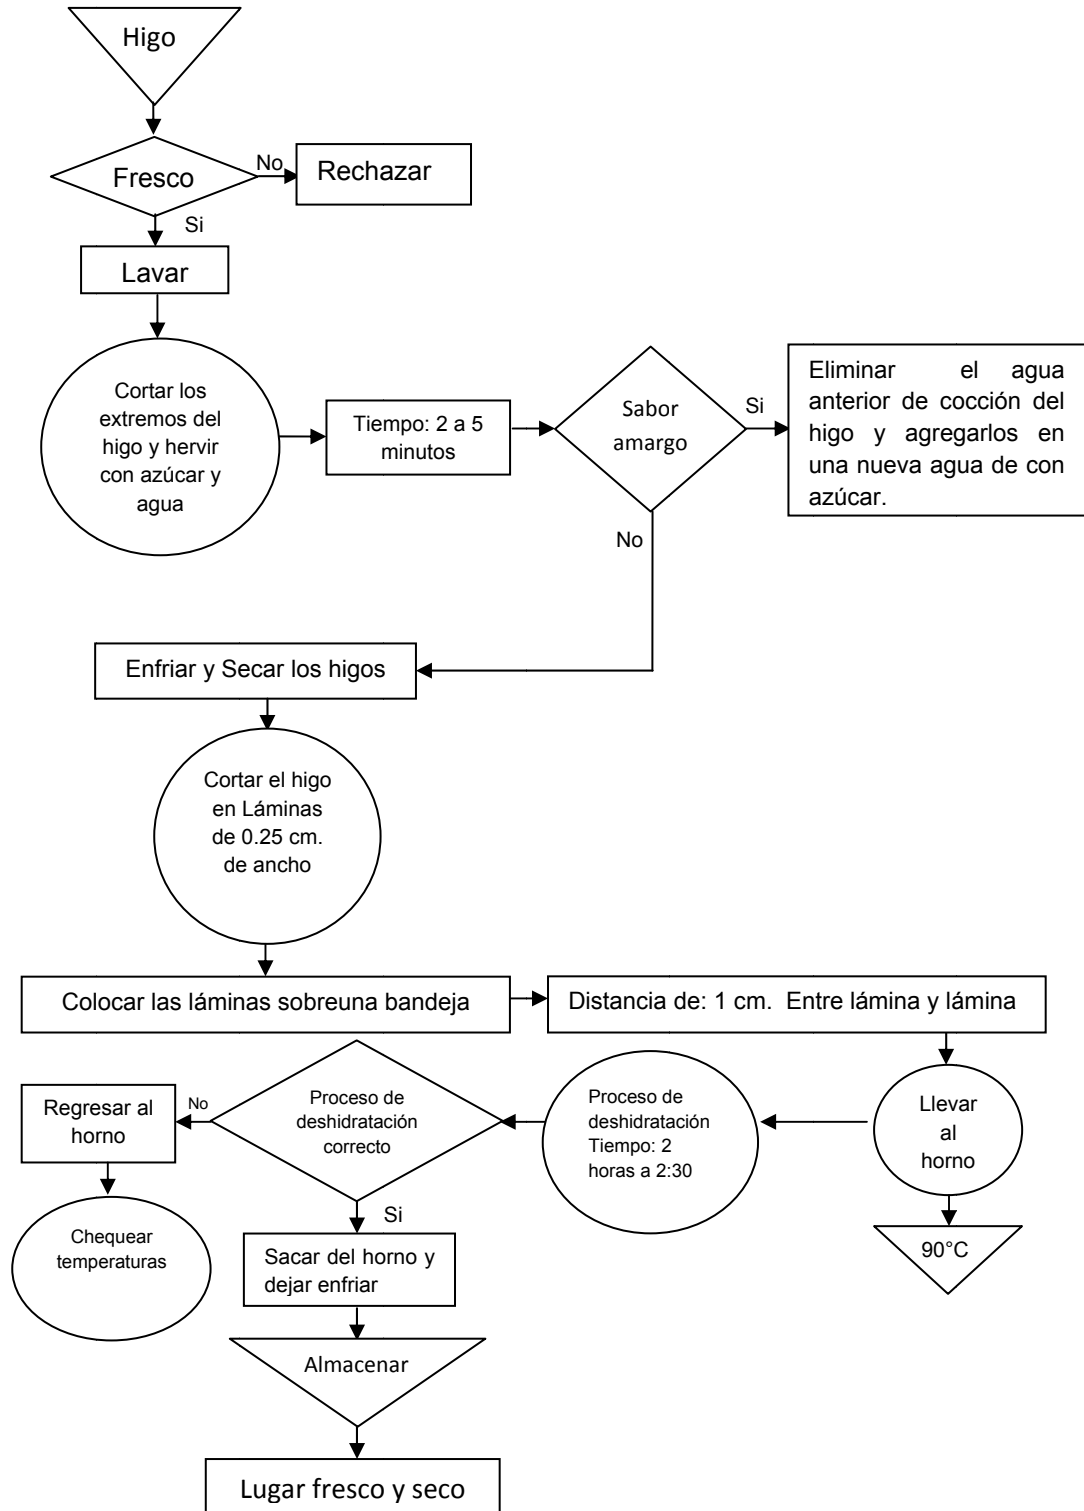 Higo
Fresco
No
Rechazar
Si
Lavar
Cortar los
extremos del
higo y hervir
con azúcar y
agua
Tiempo: 2 a 5
minutos
Sabor
amargo
Si
Eliminar el agua
anterior de cocción del
higo y agregarlos en
una nueva agua de con
azúcar.
No
Enfriar y Secar los higos
Cortar el higo
en Láminas
de 0.25 cm.
de ancho
Colocar las láminas sobreuna bandeja
Distancia de: 1 cm. Entre lámina y lámina
Llevar
al
horno
90°C
Proceso de
deshidratación
Tiempo: 2
horas a 2:30
Proceso de
deshidratación
correcto
No
Regresar al
horno
Chequear
temperaturas
Si
Sacar del horno y
dejar enfriar
Almacenar
Lugar fresco y seco